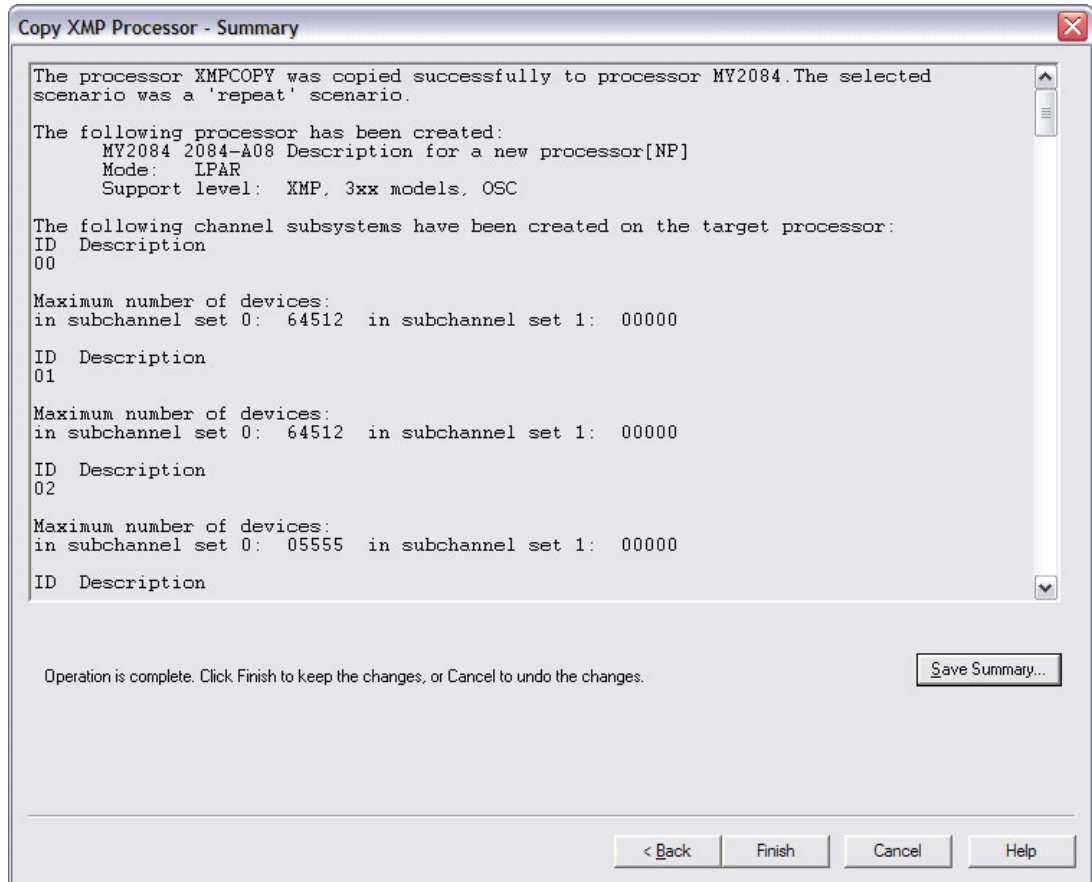 Copy XMP Processor - Summary
The processor XMPCOPY was copied successfully to processor MY2084.The selected
scenario was a 'repeat' scenario.
The following processor has been created:
MY2084 2084-A08 Description for a new processor[NP]
Mode: LPAR
Support level: XMP, 3xx models, OSC
The following channel subsystems have been created on the target processor:
ID Description
00
Maximum number of devices:
in subchannel set 0: 64512 in subchannel set 1: 00000
ID Description
01
Maximum number of devices:
in subchannel set 0: 64512 in subchannel set 1: 00000
ID Description
02
Maximum number of devices:
in subchannel set 0: 05555 in subchannel set 1: 00000
ID Description
Operation is complete. Click Finish to keep the changes, or Cancel to undo the changes.
Save Summary...
< Back Finish Cancel Help